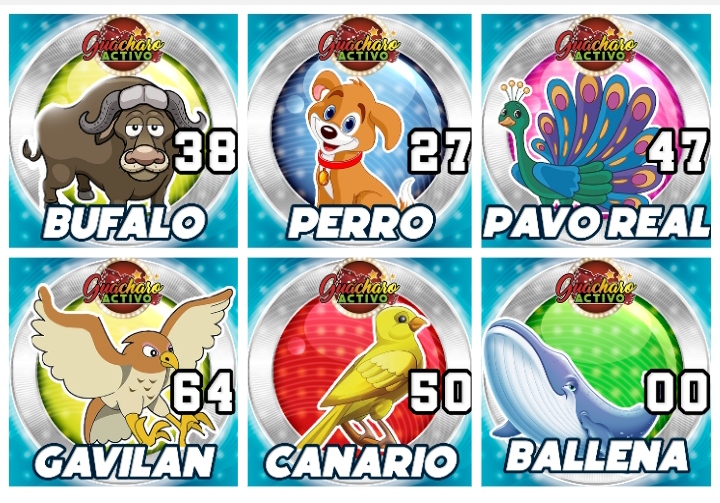 Guacharo
ACTIVO
38
BUFALO
Guacharo
ACTIVO
27
PERRO
Guacharo
ACTIVO
47
PAVO REAL
Guacharo
ACTIVO
64
GAVILAN
Guacharo
ACTIVO
50
CANARIO
Guacharo
ACTIVO
00
BALLENA